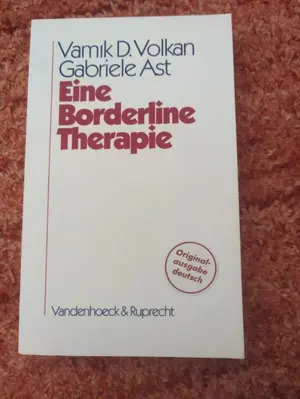 Vamık D. Volkan
Gabriele Ast
Eine
Borderline
Therapie
Original-
ausgabe
deutsch
Vandenhoeck & Ruprecht